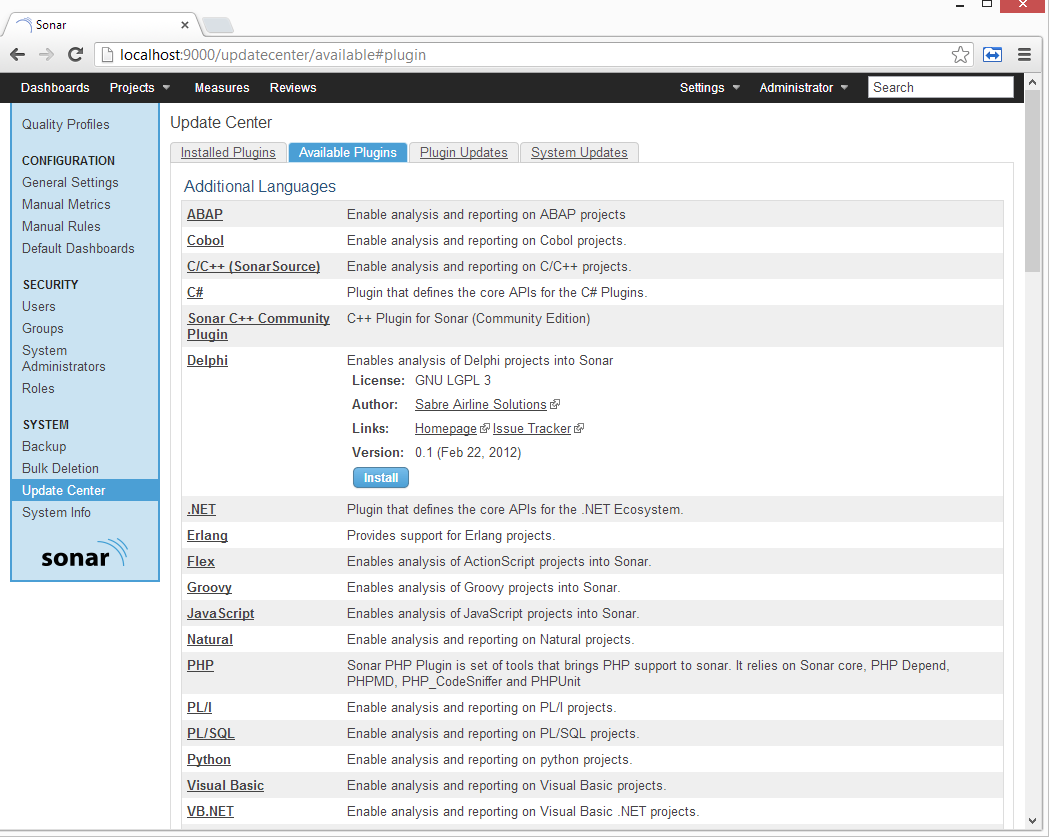 Sonar
localhost:9000/updatecenter/available#plugin
Dashboards Projects Measures Reviews Settings Administrator Search
Quality Profiles
CONFIGURATION
General Settings
Manual Metrics
Manual Rules
Default Dashboards
SECURITY
Users
Groups
System
Administrators
Roles
SYSTEM
Backup
Bulk Deletion
Update Center
System Info
sonar
Update Center
Installed Plugins Available Plugins Plugin Updates System Updates
Additional Languages
ABAP Enable analysis and reporting on ABAP projects
Cobol Enable analysis and reporting on Cobol projects.
C/C++ (SonarSource) Enable analysis and reporting on C/C++ projects.
C# Plugin that defines the core APIs for the C# Plugins.
Sonar C++ Community C++ Plugin for Sonar (Community Edition)
Plugin
Delphi Enables analysis of Delphi projects into Sonar
License: GNU LGPL 3
Author: Sabre Airline Solutions
Links: Homepage Issue Tracker
Version: 0.1 (Feb 22, 2012)
Install
.NET Plugin that defines the core APIs for the .NET Ecosystem.
Erlang Provides support for Erlang projects.
Flex Enables analysis of ActionScript projects into Sonar.
Groovy Enables analysis of Groovy projects into Sonar.
JavaScript Enables analysis of JavaScript projects into Sonar.
Natural Enable analysis and reporting on Natural projects.
PHP Sonar PHP Plugin is set of tools that brings PHP support to sonar. It relies on Sonar core, PHP Depend,
PHPMD, PHP_CodeSniffer and PHPUnit
PL/I Enable analysis and reporting on PL/I projects.
PL/SQL Enable analysis and reporting on PL/SQL projects.
Python Enable analysis and reporting on python projects.
Visual Basic Enable analysis and reporting on Visual Basic projects.
VB.NET Enable analysis and reporting on Visual Basic .NET projects.